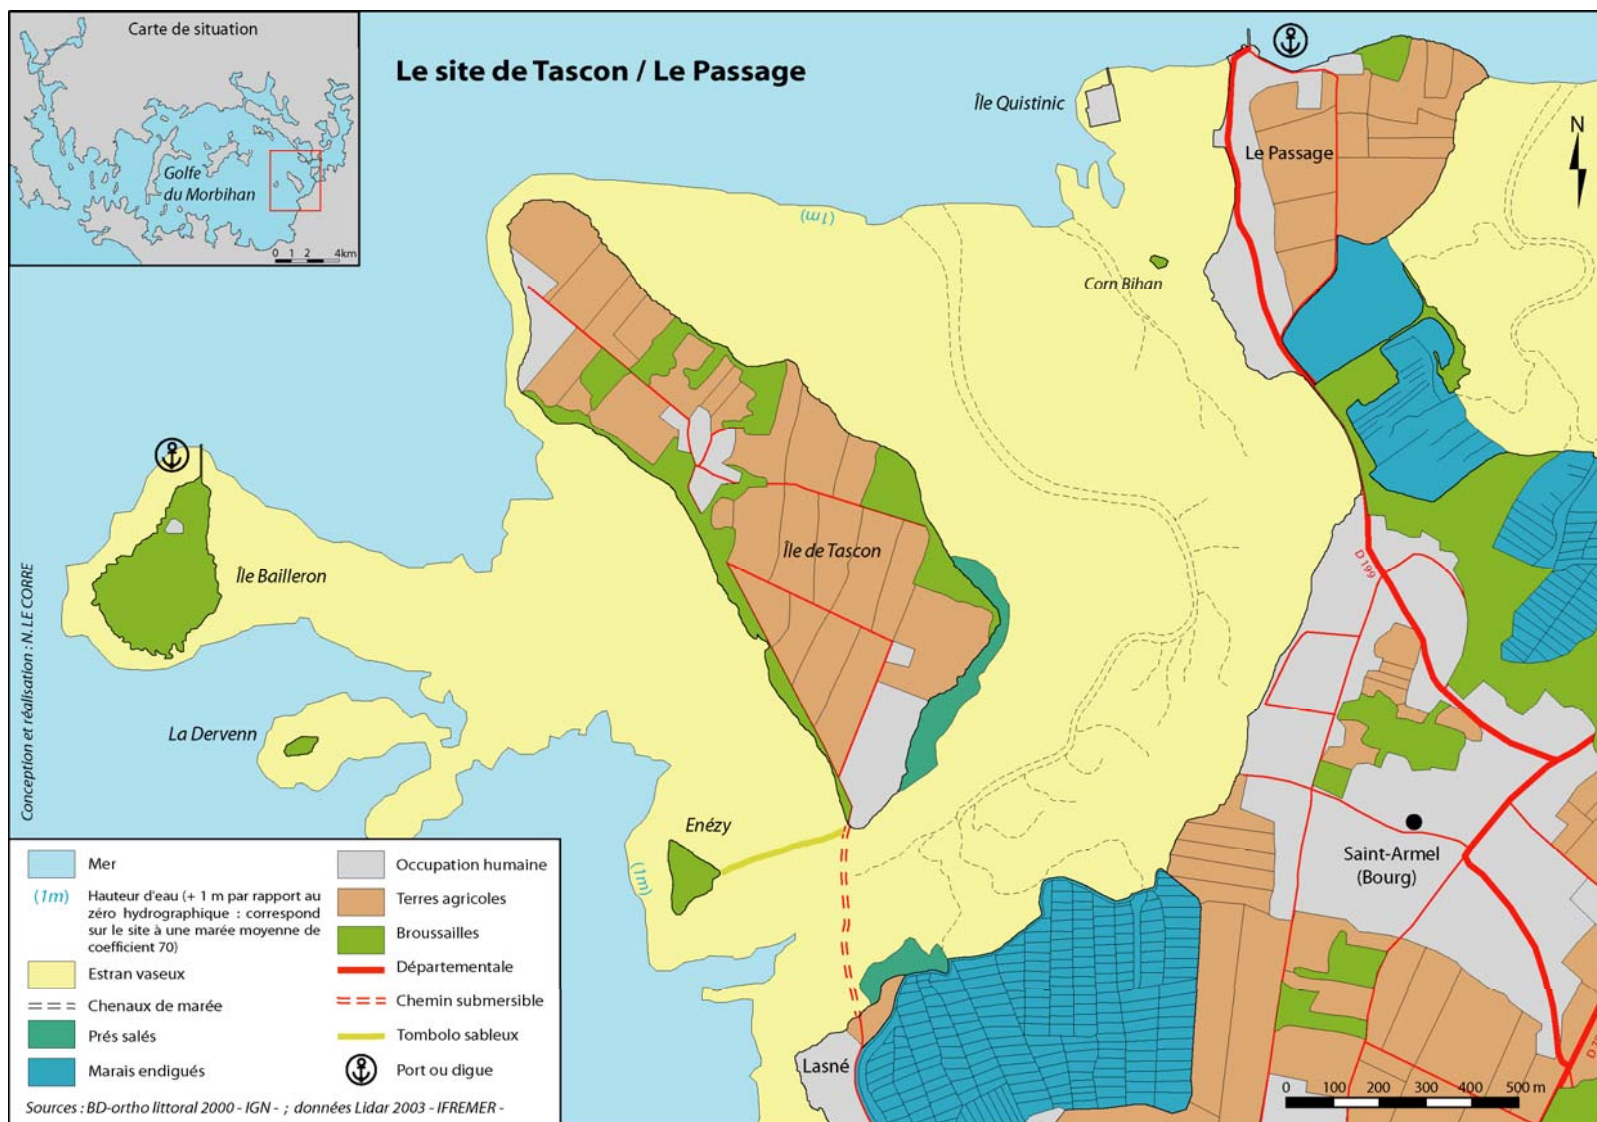 Carte de situation
Golfe
du Morbihan
0 1 2 4km
Le site de Tascon / Le Passage
Île Quistinic
N
Le Passage
(1m)
Corn Bihan
Île de Tascon
Île Bailleron
D 199
La Dervenn
Enézy
Saint-Armel
(Bourg)
(1m)
Lasné
Conception et réalisation : N. LE CORRE
Mer
(1m)
Hauteur d'eau (+ 1 m par rapport au
zéro hydrographique : correspond
sur le site à une marée moyenne de
coefficient 70)
Estran vaseux
Chenaux de marée
Prés salés
Marais endigués
Occupation humaine
Terres agricoles
Broussailles
Départementale
Chemin submersible
Tombolo sableux
Port ou digue
Sources : BD-ortho littoral 2000 - IGN - ; données Lidar 2003 - IFREMER -
0 100 200 300 400 500 m